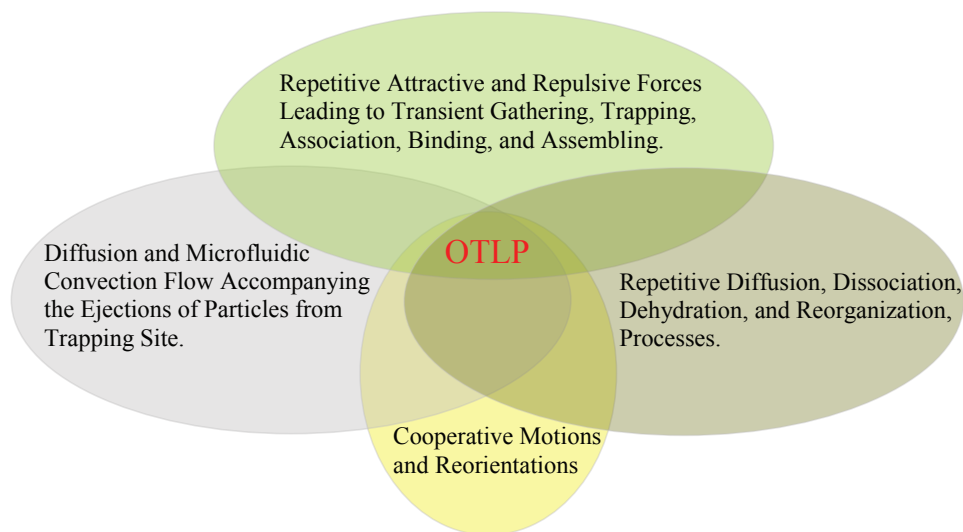 Repetitive Attractive and Repulsive Forces
Leading to Transient Gathering, Trapping,
Association, Binding, and Assembling.
OTLP
Diffusion and Microfluidic
Convection Flow Accompanying
the Ejections of Particles from
Trapping Site.
Repetitive Diffusion, Dissociation,
Dehydration, and Reorganization,
Processes.
Cooperative Motions
and Reorientations